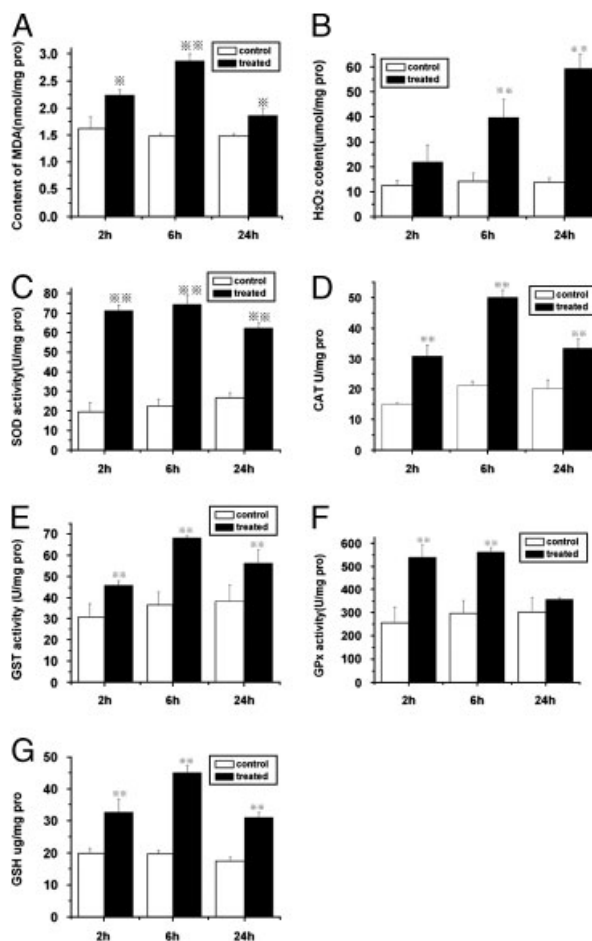 A
Content of MDA(nmol/mg pro)
3.0
2.5
2.0
1.5
1.0
0.5
0.0
control
treated
※
※※
※
2h
6h
24h
B
H2O2 cotent(umol/mg pro)
60
50
40
30
20
10
0
control
treated
**
**
2h
6h
24h
C
SOD activity(U/mg pro)
80
70
60
50
40
30
20
10
0
control
treated
※※
※※
※※
2h
6h
24h
D
CAT U/mg pro
50
40
30
20
10
0
control
treated
**
**
**
2h
6h
24h
E
GST activity (U/mg pro)
70
60
50
40
30
20
10
0
control
treated
**
**
**
2h
6h
24h
F
GPx activity(U/mg pro)
600
500
400
300
200
100
0
control
treated
**
**
2h
6h
24h
G
GSH ug/mg pro
50
40
30
20
10
0
control
treated
**
**
**
2h
6h
24h